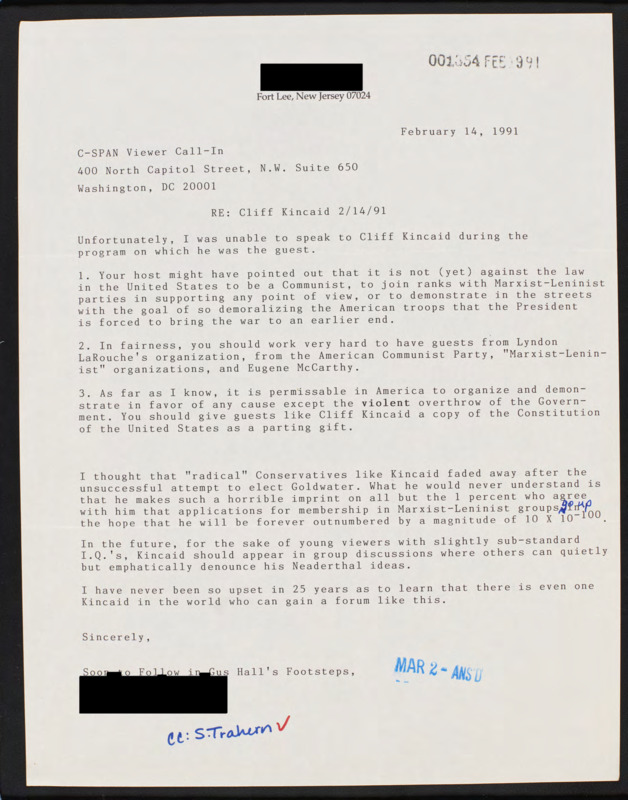 001354 FEB 991
Fort Lee, New Jersey 07024
February 14, 1991
C-SPAN Viewer Call-In
400 North Capitol Street, N.W. Suite 650
Washington, DC 20001
RE: Cliff Kincaid 2/14/91
Unfortunately, I was unable to speak to Cliff Kincaid during the
program on which he was the guest.
1. Your host might have pointed out that it is not (yet) against the law
in the United States to be a Communist, to join ranks with Marxist-Leninist
parties in supporting any point of view, or to demonstrate in the streets
with the goal of so demoralizing the American troops that the President
is forced to bring the war to an earlier end.
2. In fairness, you should work very hard to have guests from Lyndon
LaRouche's organization, from the American Communist Party, "Marxist-Lenin-
ist" organizations, and Eugene McCarthy.
3. As far as I know, it is permissable in America to organize and demon-
strate in favor of any cause except the violent overthrow of the Govern-
ment. You should give guests like Cliff Kincaid a copy of the Constitution
of the United States as a parting gift.
I thought that "radical" Conservatives like Kincaid faded away after the
unsuccessful attempt to elect Goldwater. What he would never understand is
that he makes such a horrible imprint on all but the 1 percent who agree
with him that applications for membership in Marxist-Leninist groups go up in
the hope that he will be forever outnumbered by a magnitude of 10 X 10-100.
In the future, for the sake of young viewers with slightly sub-standard
I.Q.'s, Kincaid should appear in group discussions where others can quietly
but emphatically denounce his Neaderthal ideas.
I have never been so upset in 25 years as to learn that there is even one
Kincaid in the world who can gain a forum like this.
Sincerely,
Soon to Follow in Gus Hall's Footsteps,
MAR 2- ANS'D
cc: S.Trahern ✓